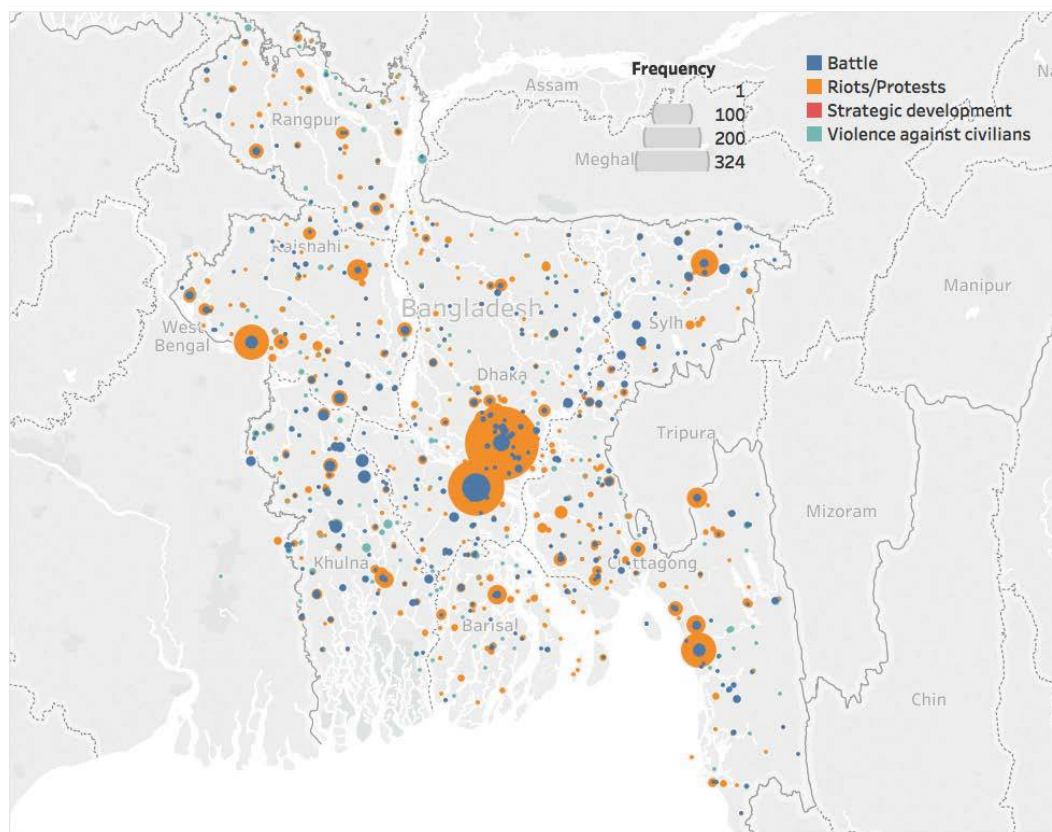 Frequency
1
100
200
324
Battle
Riots/Protests
Strategic development
Violence against civilians
Assam
Rangpur
Meghal
Na
Rajshahi
Manipur
Bangladesh
West
Bengal
Sylh
Dhaka
Tripura
Mizoram
Khulna
Chittagong
Barisal
Chin